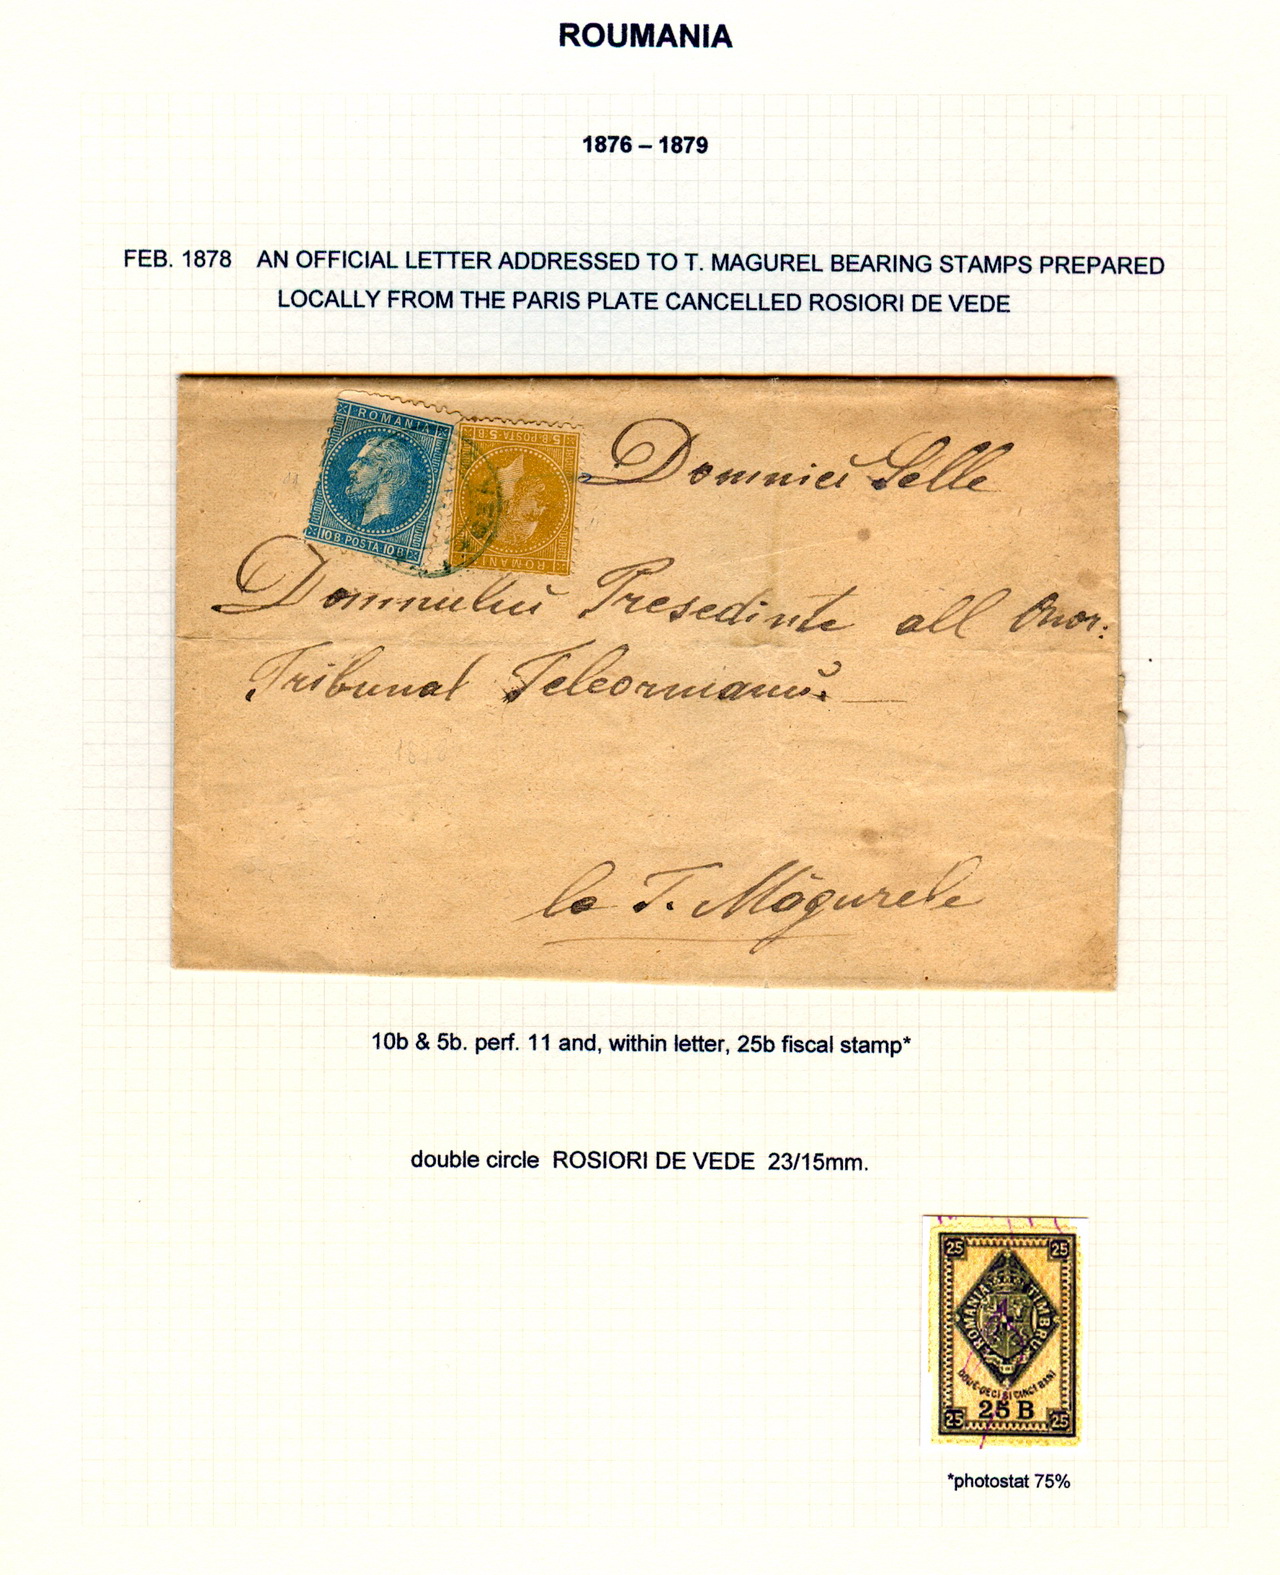 ROUMANIA
1876 – 1879
FEB. 1878 AN OFFICIAL LETTER ADDRESSED TO T. MAGUREL BEARING STAMPS PREPARED
LOCALLY FROM THE PARIS PLATE CANCELLED ROSIORI DE VEDE
ROMANIA
10 B. POSTA 10 B.
5. B. POSTA. 5. B.
ROMANIA
Domniei Selle
Domnului Presedinte all Onor:
Tribunal Teleormanŭ.
la T. Măgurele
10b & 5b. perf. 11 and, within letter, 25b fiscal stamp*
double circle ROSIORI DE VEDE 23/15mm.
25 25
ROMANIA TIMBRU
DOUE-DECI SI CINCI BANI
25 B
25 25
*photostat 75%